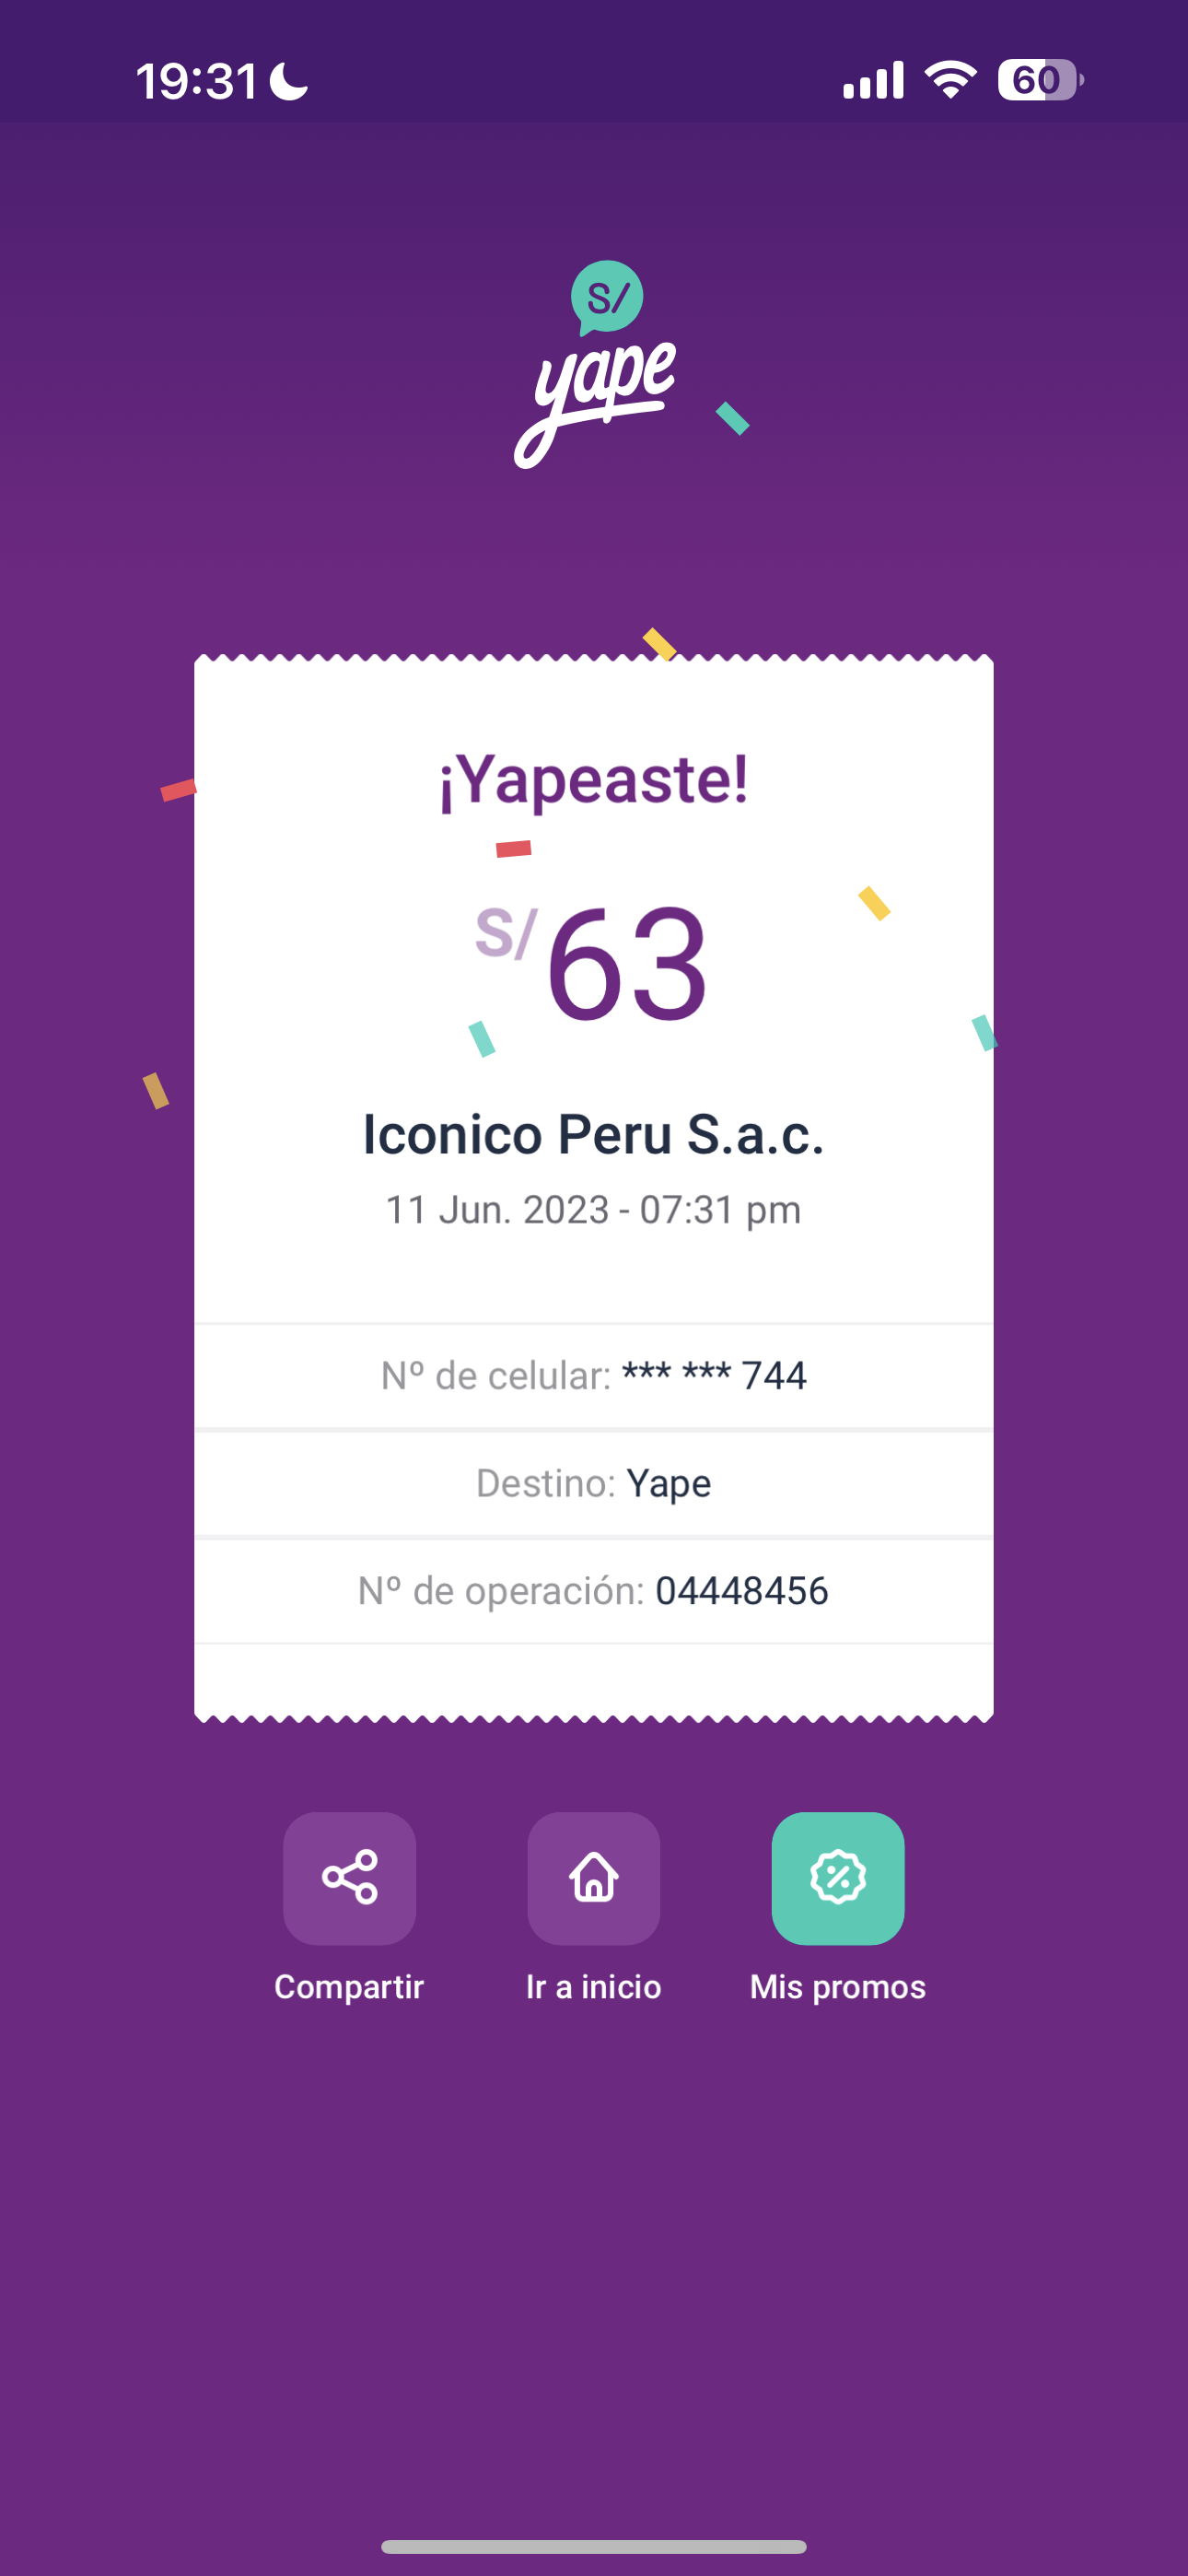 19:31
60
S/
yape
¡Yapeaste!
S/63
Iconico Peru S.a.c.
11 Jun. 2023 - 07:31 pm
Nº de celular: *** *** 744
Destino: Yape
Nº de operación: 04448456
Compartir
Ir a inicio
Mis promos